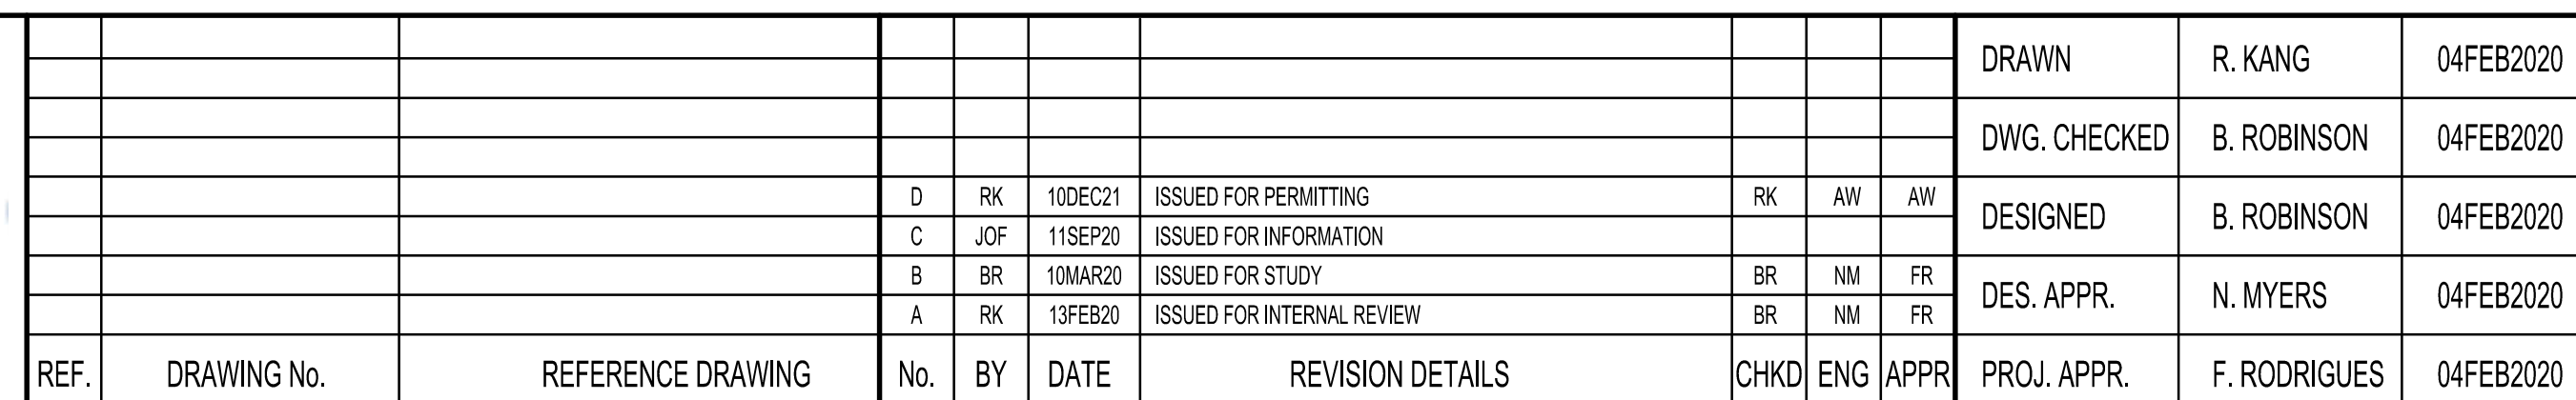 DRAWN R. KANG 04FEB2020
DWG. CHECKED B. ROBINSON 04FEB2020
D RK 10DEC21 ISSUED FOR PERMITTING RK AW AW
DESIGNED B. ROBINSON 04FEB2020
C JOF 11SEP20 ISSUED FOR INFORMATION
B BR 10MAR20 ISSUED FOR STUDY BR NM FR
DES. APPR. N. MYERS 04FEB2020
A RK 13FEB20 ISSUED FOR INTERNAL REVIEW BR NM FR
REF. DRAWING No. REFERENCE DRAWING No. BY DATE REVISION DETAILS CHKD ENG APPR PROJ. APPR. F. RODRIGUES 04FEB2020